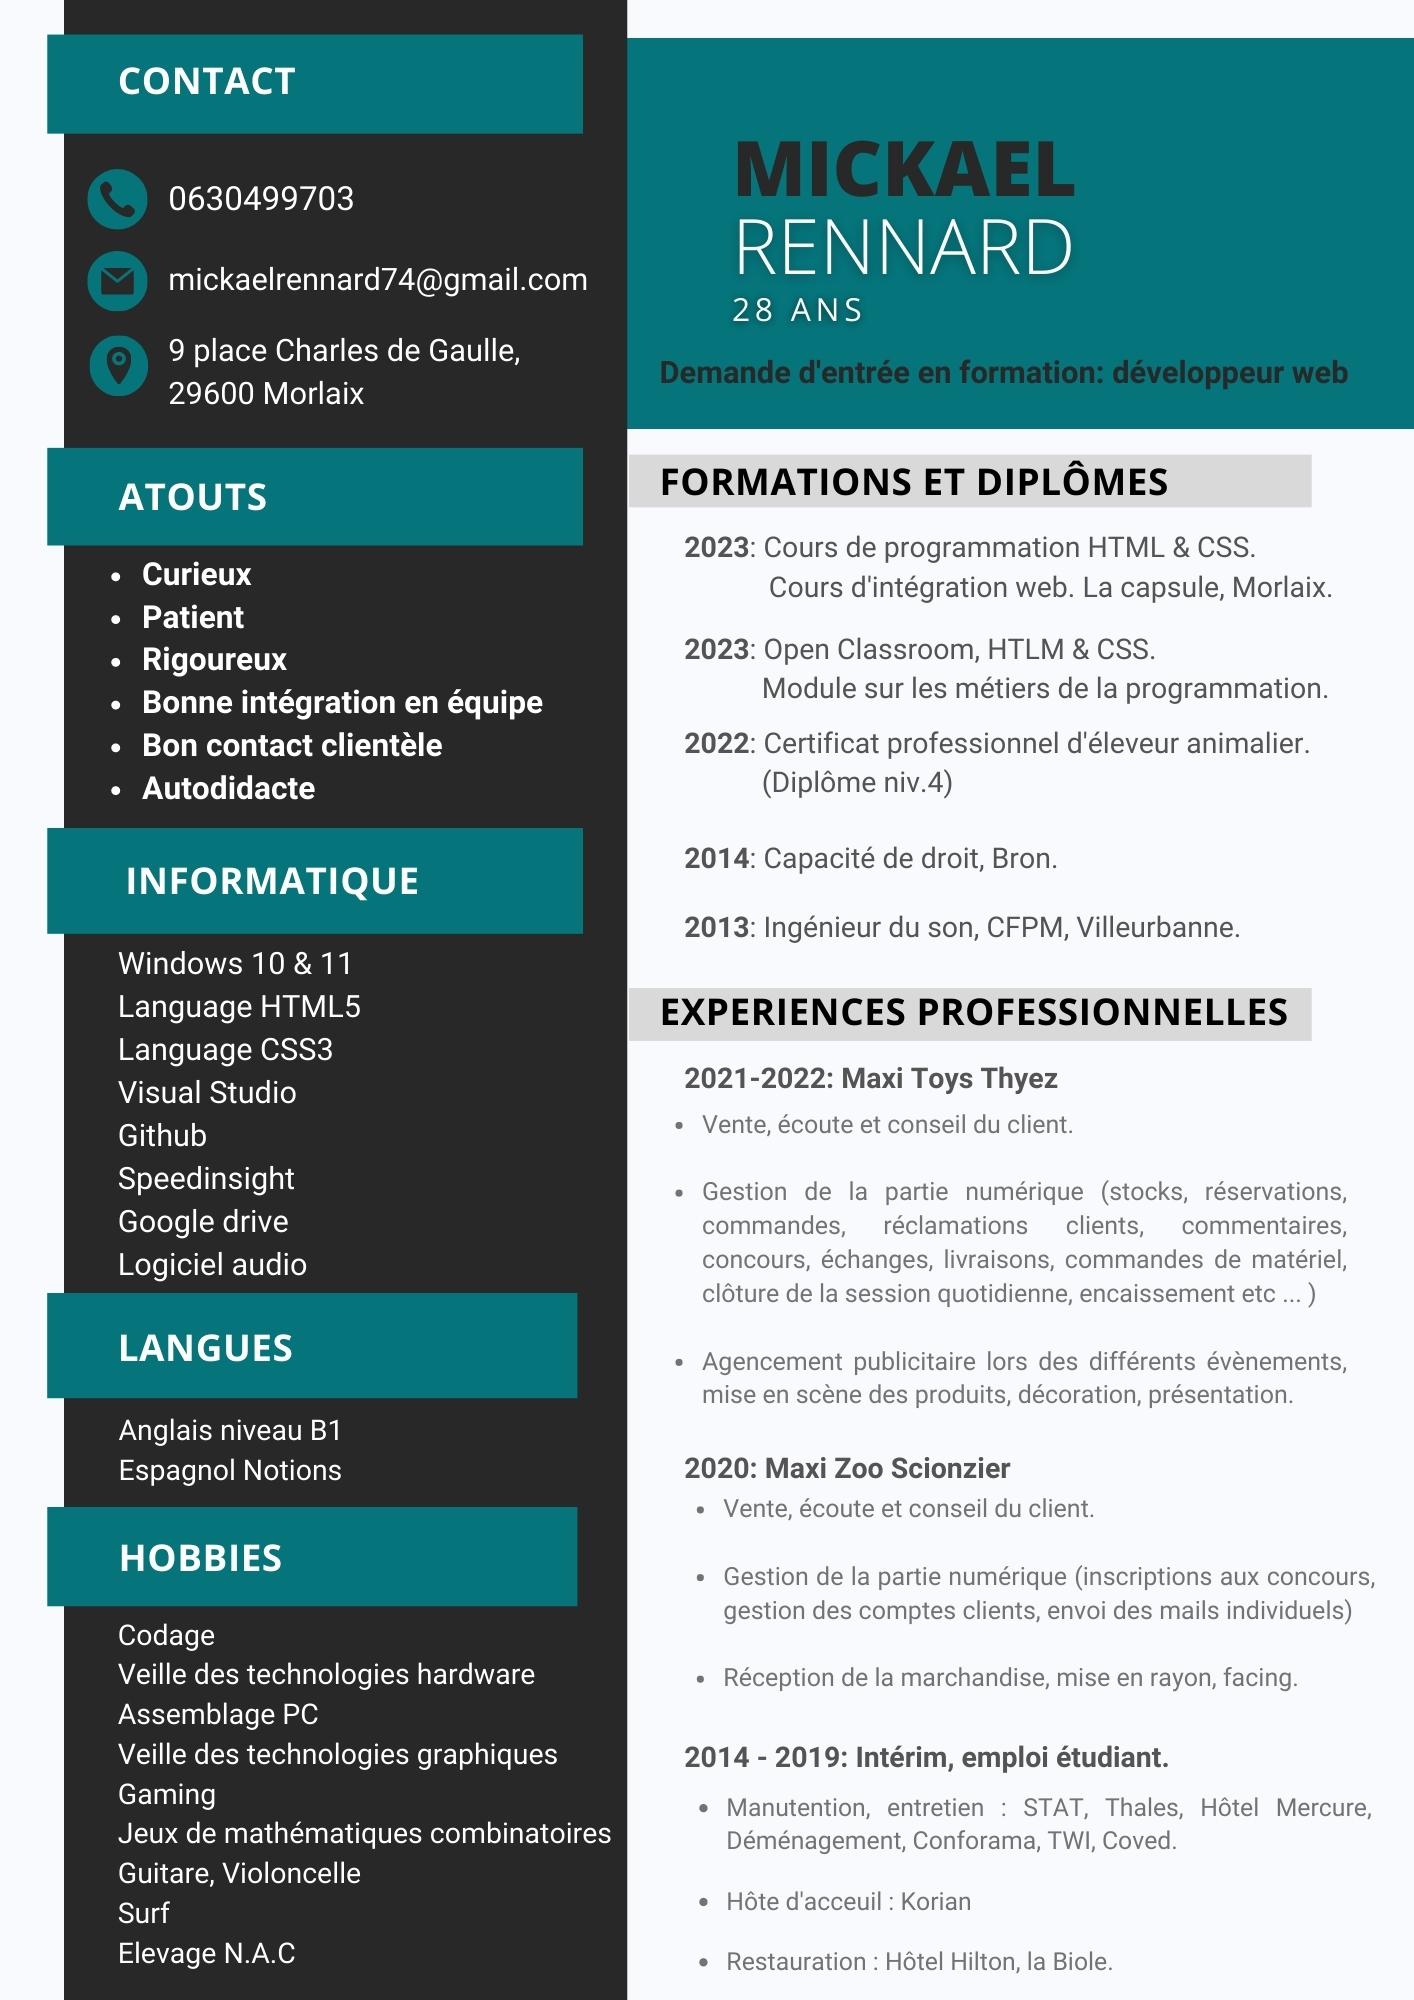 CONTACT
0630499703
mickaelrennard74@gmail.com
9 place Charles de Gaulle,
29600 Morlaix
ATOUTS
• Curieux
• Patient
• Rigoureux
• Bonne intégration en équipe
• Bon contact clientèle
• Autodidacte
INFORMATIQUE
Windows 10 & 11
Language HTML5
Language CSS3
Visual Studio
Github
Speedinsight
Google drive
Logiciel audio
LANGUES
Anglais niveau B1
Espagnol Notions
HOBBIES
Codage
Veille des technologies hardware
Assemblage PC
Veille des technologies graphiques
Gaming
Jeux de mathématiques combinatoires
Guitare, Violoncelle
Surf
Elevage N.A.C
MICKAEL
RENNARD
28 ANS
Demande d'entrée en formation: développeur web
FORMATIONS ET DIPLÔMES
2023: Cours de programmation HTML & CSS.
Cours d'intégration web. La capsule, Morlaix.
2023: Open Classroom, HTLM & CSS.
Module sur les métiers de la programmation.
2022: Certificat professionnel d'éleveur animalier.
(Diplôme niv.4)
2014: Capacité de droit, Bron.
2013: Ingénieur du son, CFPM, Villeurbanne.
EXPERIENCES PROFESSIONNELLES
2021-2022: Maxi Toys Thyez
• Vente, écoute et conseil du client.
• Gestion de la partie numérique (stocks, réservations,
commandes, réclamations clients, commentaires,
concours, échanges, livraisons, commandes de matériel,
clôture de la session quotidienne, encaissement etc ... )
• Agencement publicitaire lors des différents évènements,
mise en scène des produits, décoration, présentation.
2020: Maxi Zoo Scionzier
• Vente, écoute et conseil du client.
• Gestion de la partie numérique (inscriptions aux concours,
gestion des comptes clients, envoi des mails individuels)
• Réception de la marchandise, mise en rayon, facing.
2014 - 2019: Intérim, emploi étudiant.
• Manutention, entretien : STAT, Thales, Hôtel Mercure,
Déménagement, Conforama, TWI, Coved.
• Hôte d'acceuil : Korian
• Restauration : Hôtel Hilton, la Biole.